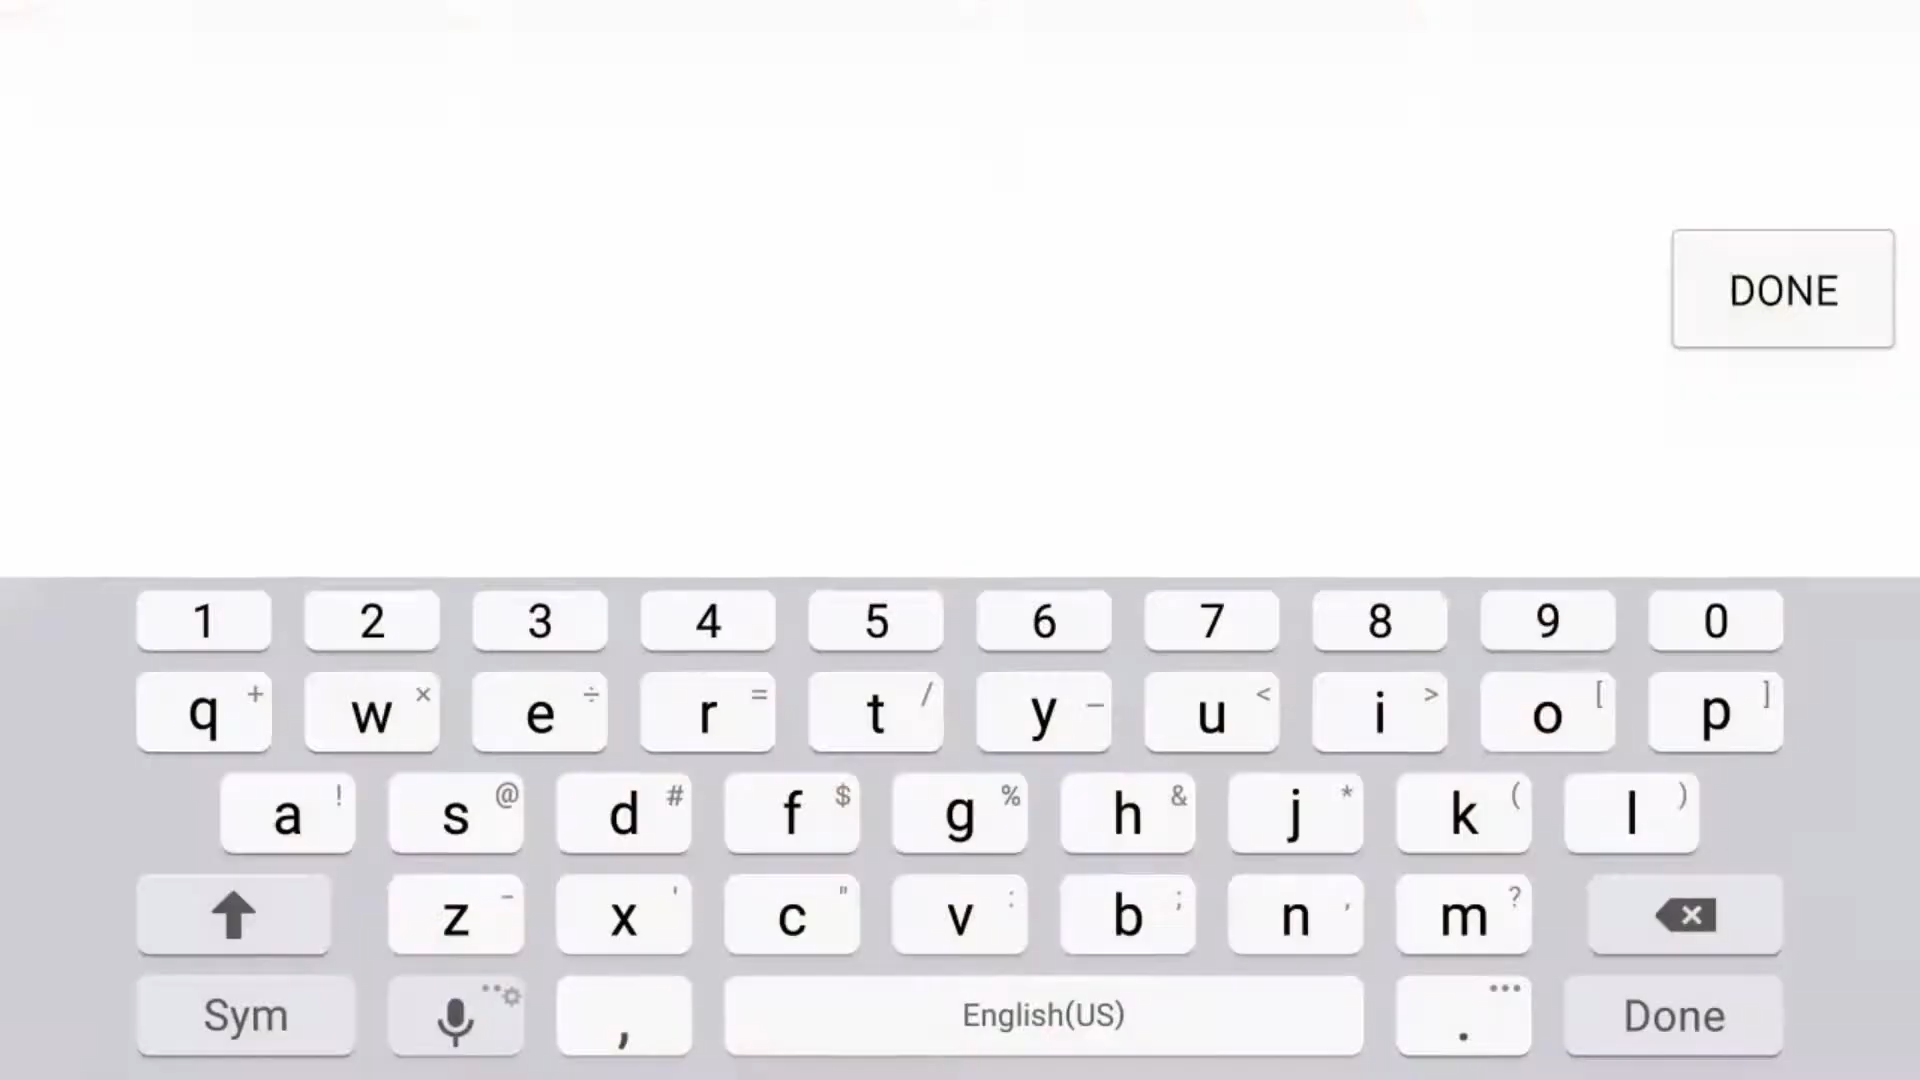 DONE
1 2 3 4 5 6 7 8 9 0
q + w × e ÷ r = t / y _ u < i > o [ p ]
a ! s @ d # f $ g % h & j * k ( l )
z - x ' c " v : b ; n , m ?
Sym , English(US) . Done